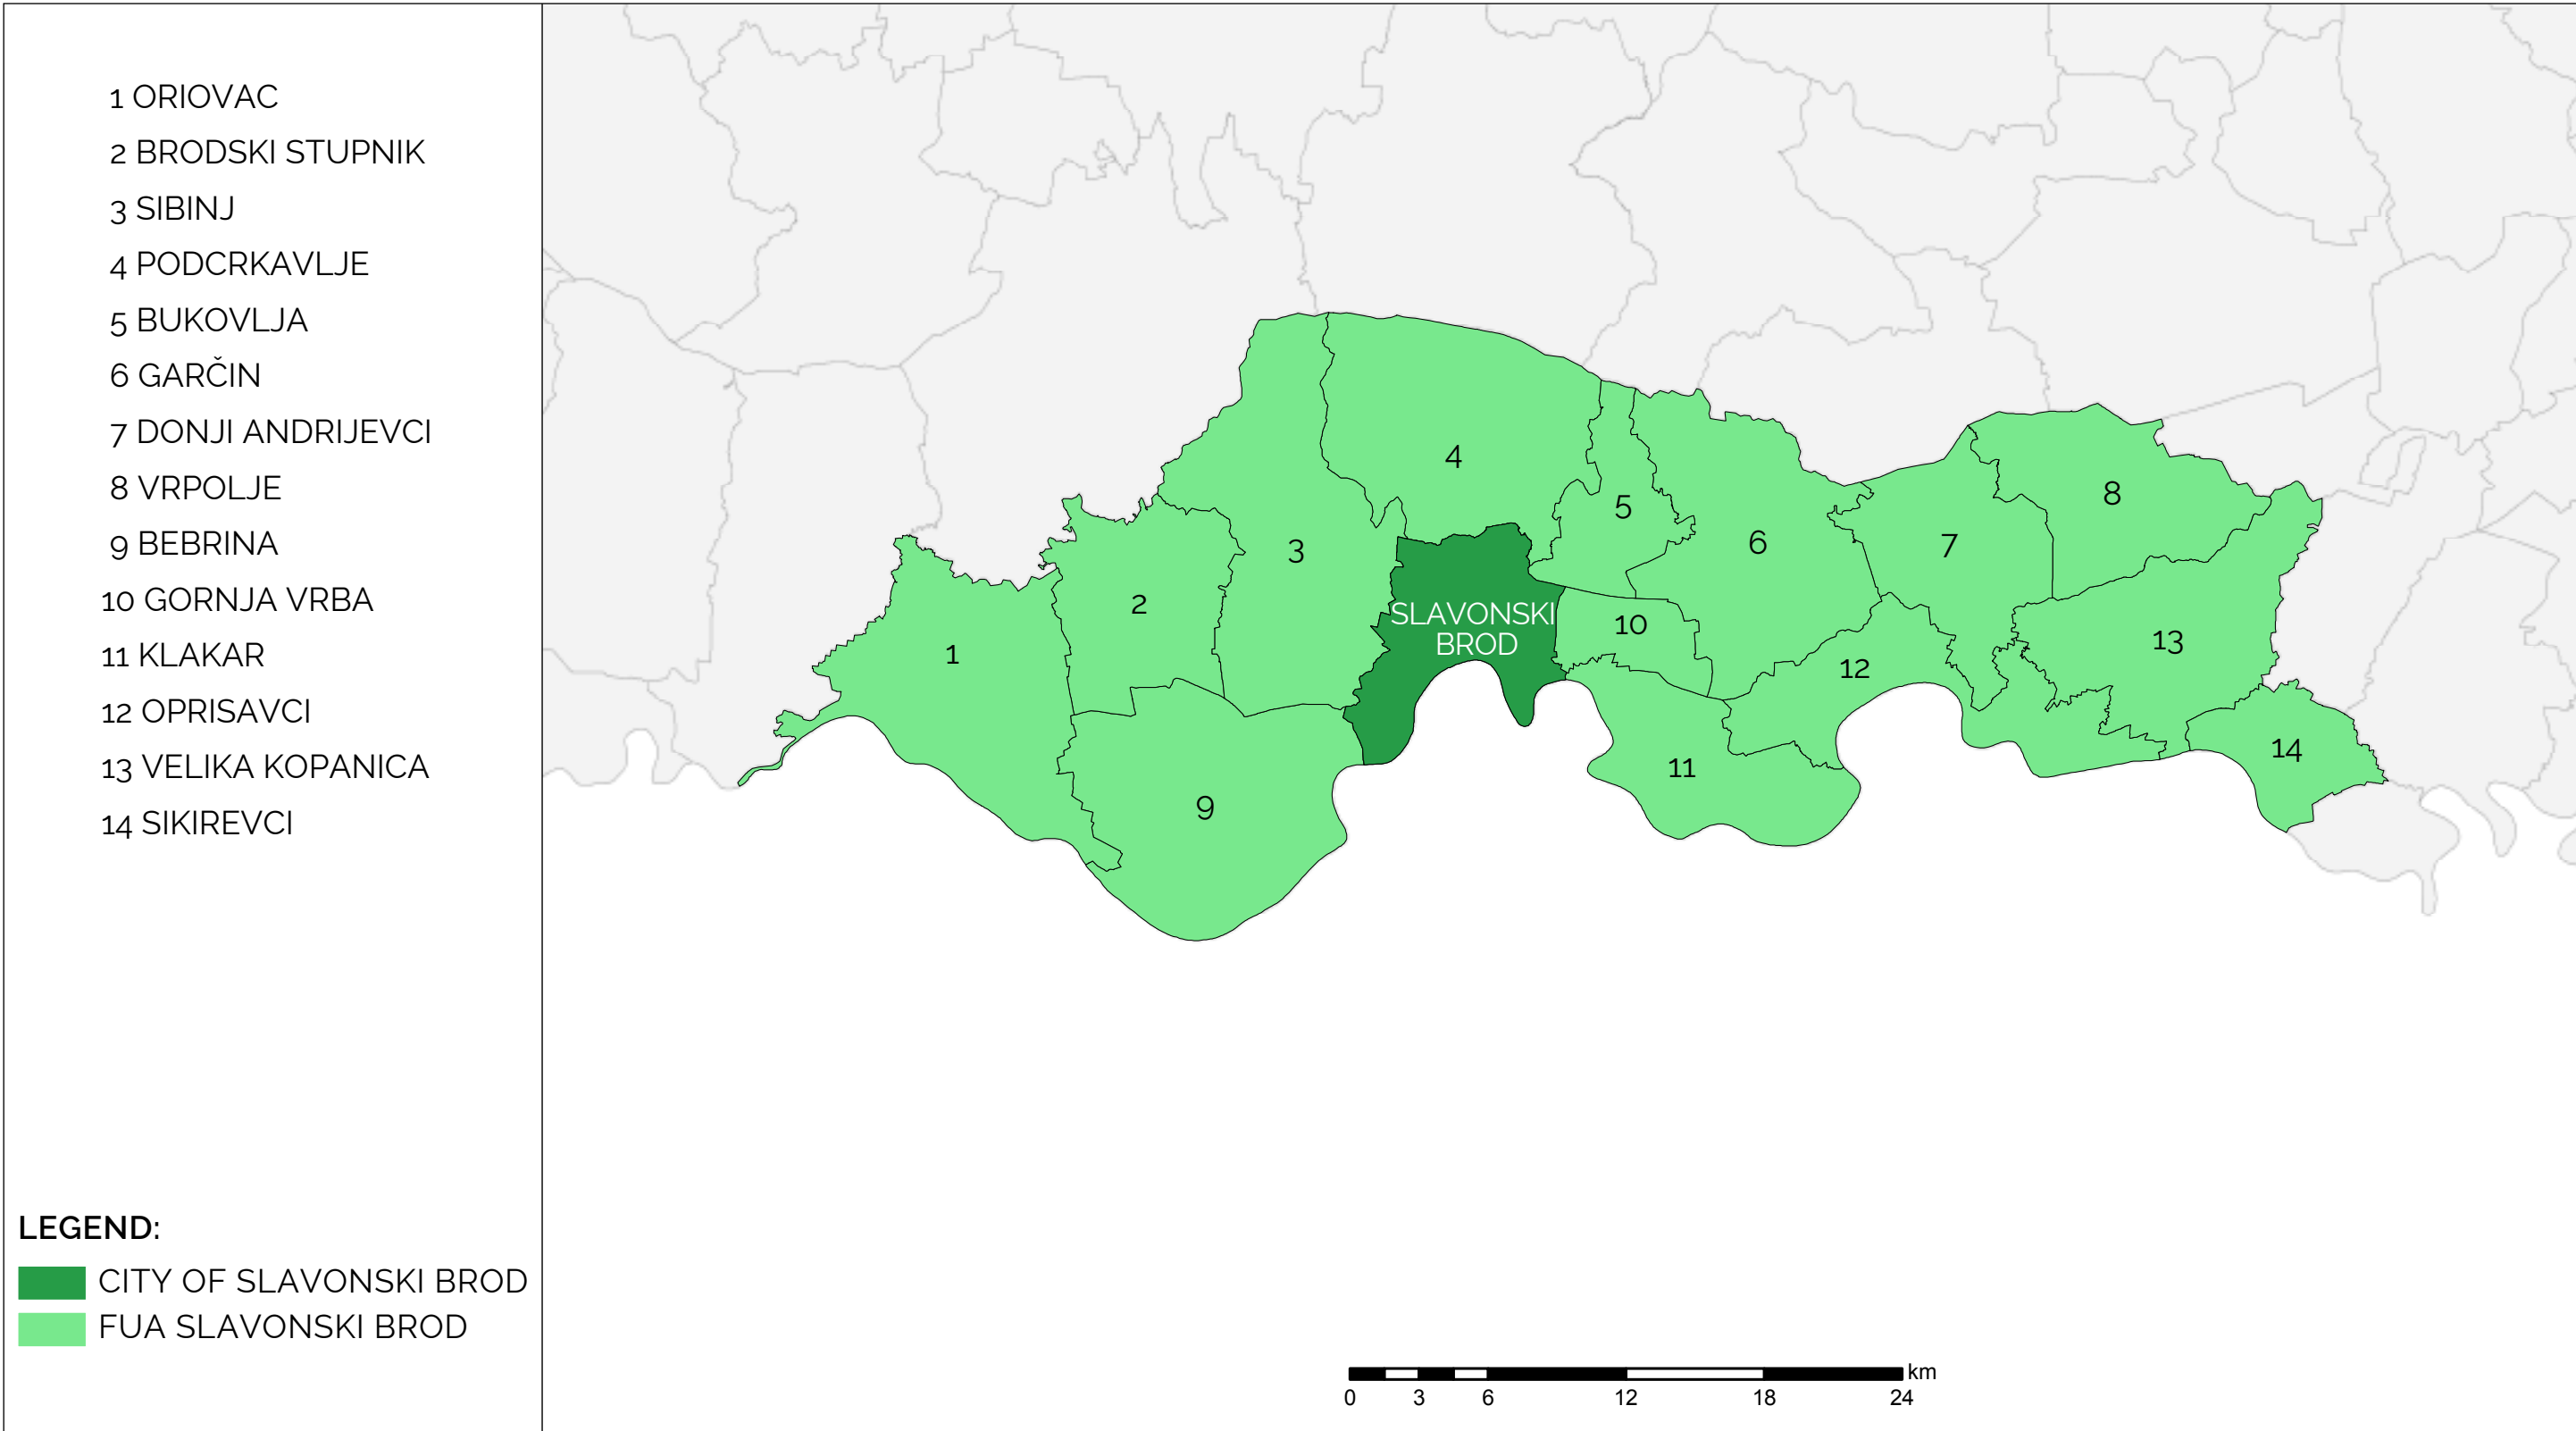 1 ORIOVAC
2 BRODSKI STUPNIK
3 SIBINJ
4 PODCRKAVLJE
5 BUKOVLJA
6 GARČIN
7 DONJI ANDRIJEVCI
8 VRPOLJE
9 BEBRINA
10 GORNJA VRBA
11 KLAKAR
12 OPRISAVCI
13 VELIKA KOPANICA
14 SIKIREVCI
LEGEND:
CITY OF SLAVONSKI BROD
FUA SLAVONSKI BROD
4
8
5
3
6
7
2
SLAVONSKI
BROD
10
13
1
12
14
11
9
km
0 3 6 12 18 24